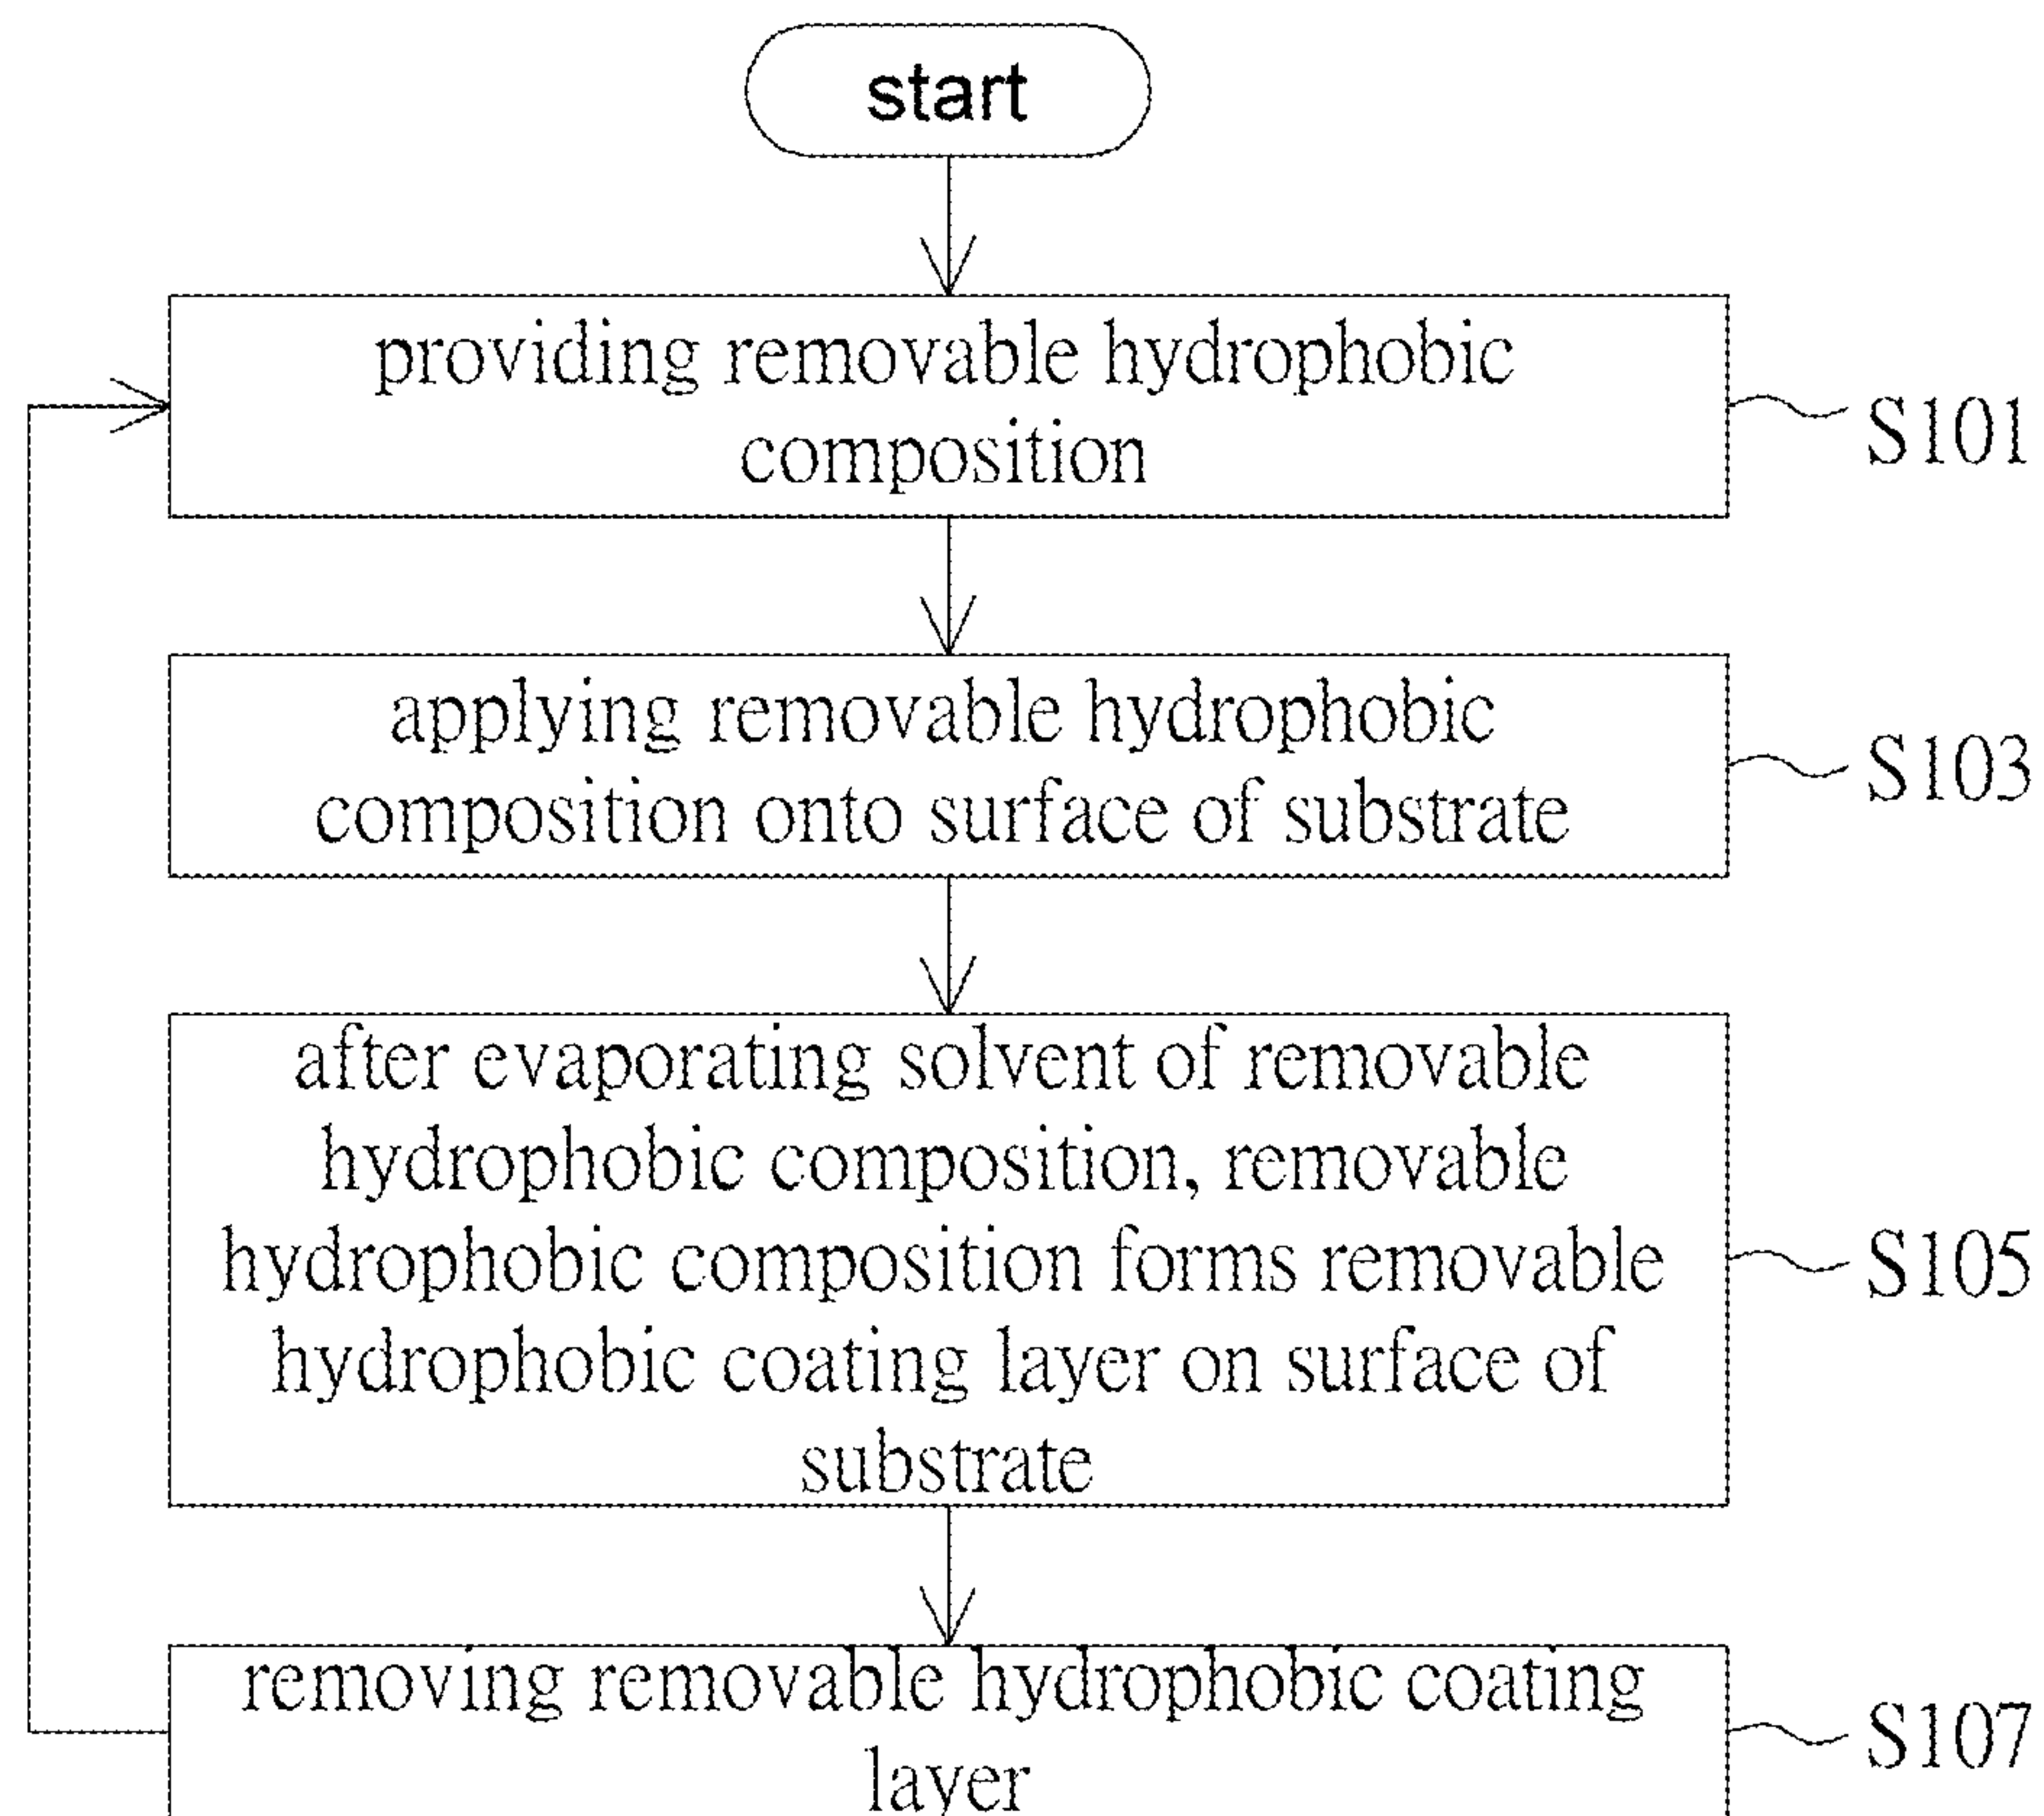 start
providing removable hydrophobic
composition
S101
applying removable hydrophobic
composition onto surface of substrate
S103
after evaporating solvent of removable
hydrophobic composition, removable
hydrophobic composition forms removable
hydrophobic coating layer on surface of
substrate
S105
removing removable hydrophobic coating
layer
S107